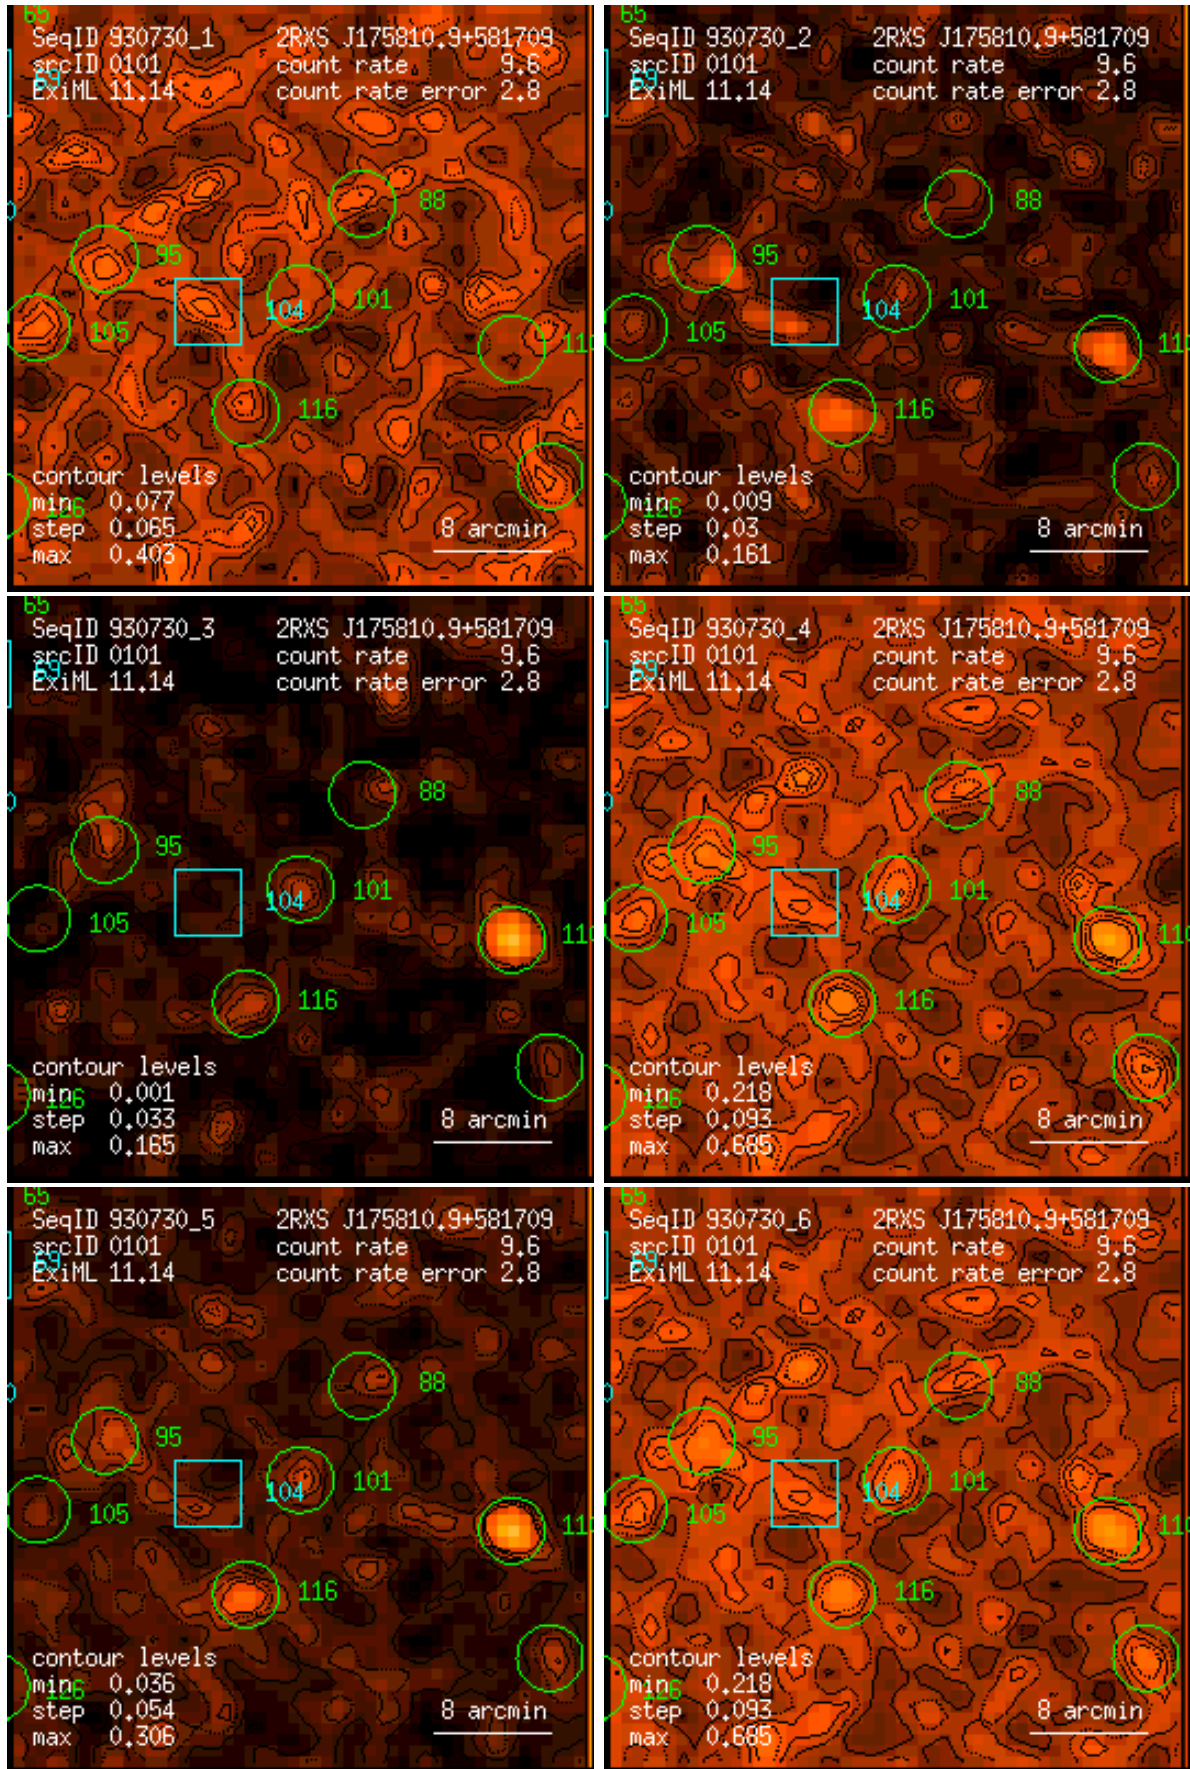 65
SeqID 930730_1 2RXS J175810.9+581709
srcID 0101 count rate 9.6
69
ExiML 11.14 count rate error 2.8
88
95
104 101
105
116
contour levels
min 0.077
126
step 0.065
max 0.403
8 arcmin
65
SeqID 930730_2 2RXS J175810.9+581709
srcID 0101 count rate 9.6
69
ExiML 11.14 count rate error 2.8
88
95
104 101
105
116
contour levels
min 0.009
126
step 0.03
max 0.161
8 arcmin
65
SeqID 930730_3 2RXS J175810.9+581709
srcID 0101 count rate 9.6
69
ExiML 11.14 count rate error 2.8
88
95
104 101
105
116
contour levels
min 0.001
126
step 0.033
max 0.165
8 arcmin
65
SeqID 930730_4 2RXS J175810.9+581709
srcID 0101 count rate 9.6
69
ExiML 11.14 count rate error 2.8
88
95
104 101
105
116
contour levels
min 0.218
126
step 0.093
max 0.685
8 arcmin
65
SeqID 930730_5 2RXS J175810.9+581709
srcID 0101 count rate 9.6
69
ExiML 11.14 count rate error 2.8
88
95
104 101
105
116
contour levels
min 0.036
126
step 0.054
max 0.306
8 arcmin
65
SeqID 930730_6 2RXS J175810.9+581709
srcID 0101 count rate 9.6
69
ExiML 11.14 count rate error 2.8
88
95
104 101
105
116
contour levels
min 0.218
126
step 0.093
max 0.685
8 arcmin